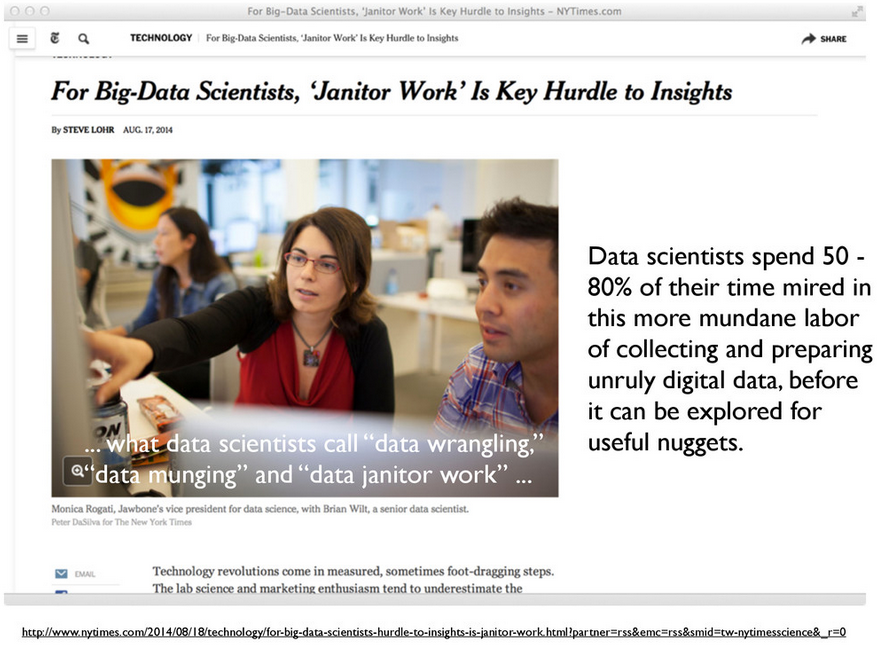 For Big-Data Scientists, ‘Janitor Work’ Is Key Hurdle to Insights – NYTimes.com
TECHNOLOGY | For Big-Data Scientists, ‘Janitor Work’ Is Key Hurdle to Insights
SHARE
For Big-Data Scientists, ‘Janitor Work’ Is Key Hurdle to Insights
By STEVE LOHR AUG. 17, 2014
Data scientists spend 50 -
80% of their time mired in
this more mundane labor
of collecting and preparing
unruly digital data, before
it can be explored for
useful nuggets.
... what data scientists call “data wrangling,”
“data munging” and “data janitor work” ...
Monica Rogati, Jawbone’s vice president for data science, with Brian Wilt, a senior data scientist.
Peter DaSilva for The New York Times
EMAIL
Technology revolutions come in measured, sometimes foot-dragging steps.
The lab science and marketing enthusiasm tend to underestimate the
http://www.nytimes.com/2014/08/18/technology/for-big-data-scientists-hurdle-to-insights-is-janitor-work.html?partner=rss&emc=rss&smid=tw-nytimesscience&_r=0